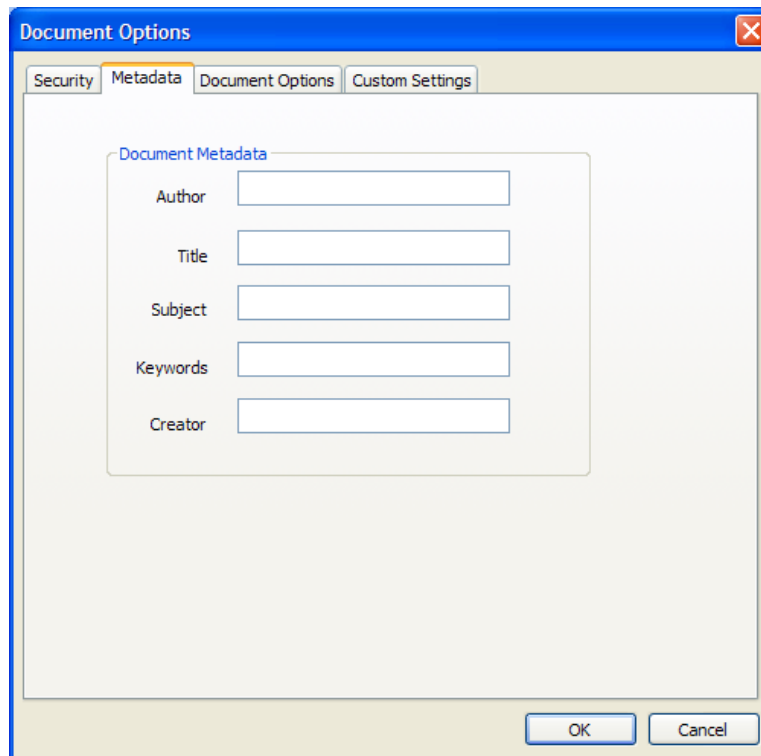 Document Options
Security Metadata Document Options Custom Settings
Document Metadata
Author
Title
Subject
Keywords
Creator
OK Cancel